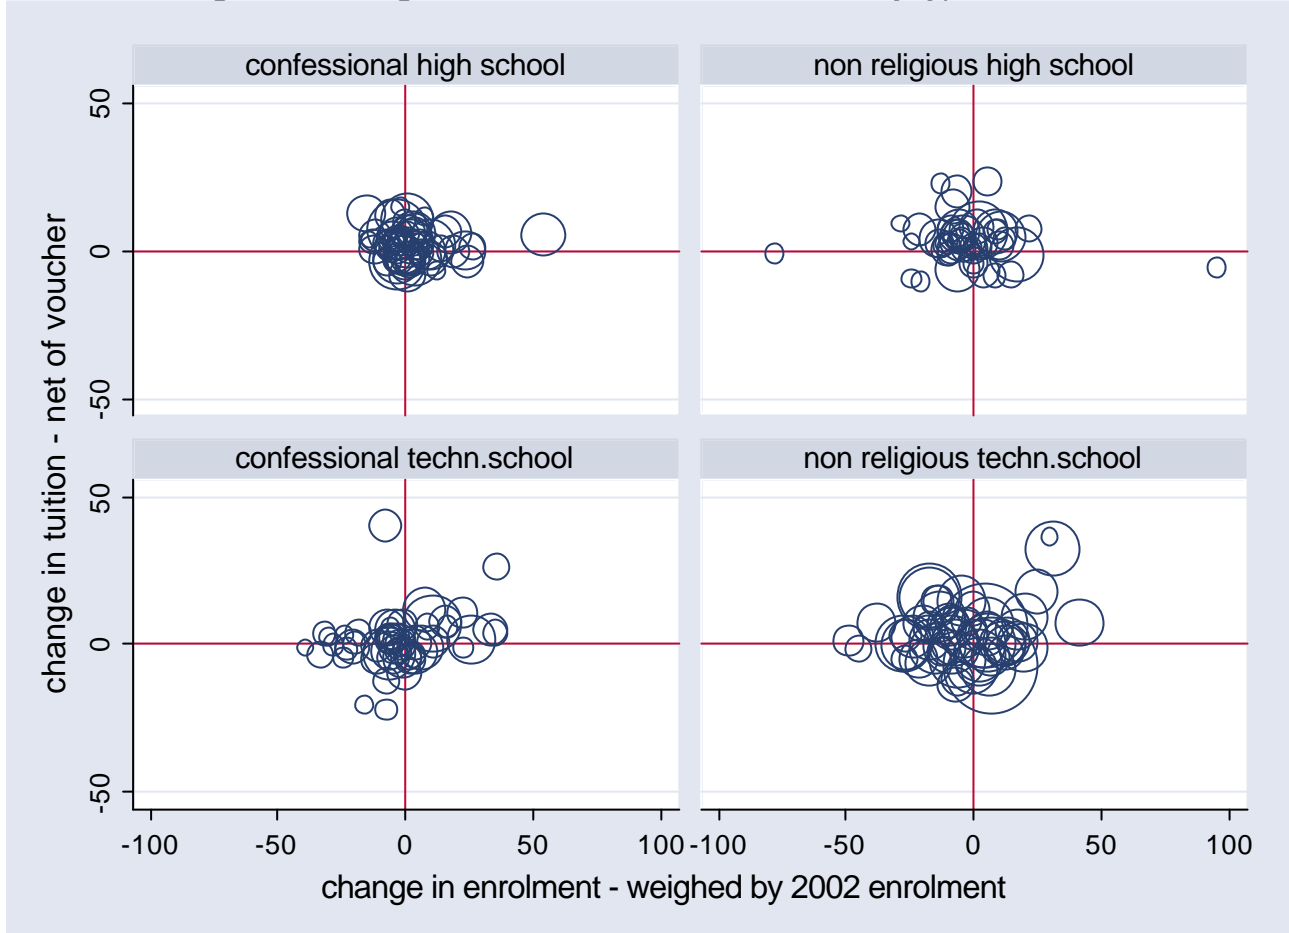 confessional high school
non religious high school
50
0
-50
confessional techn.school
non religious techn.school
50
0
-50
-100 -50 0 50 100
-100 -50 0 50 100
change in tuition - net of voucher
change in enrolment - weighed by 2002 enrolment